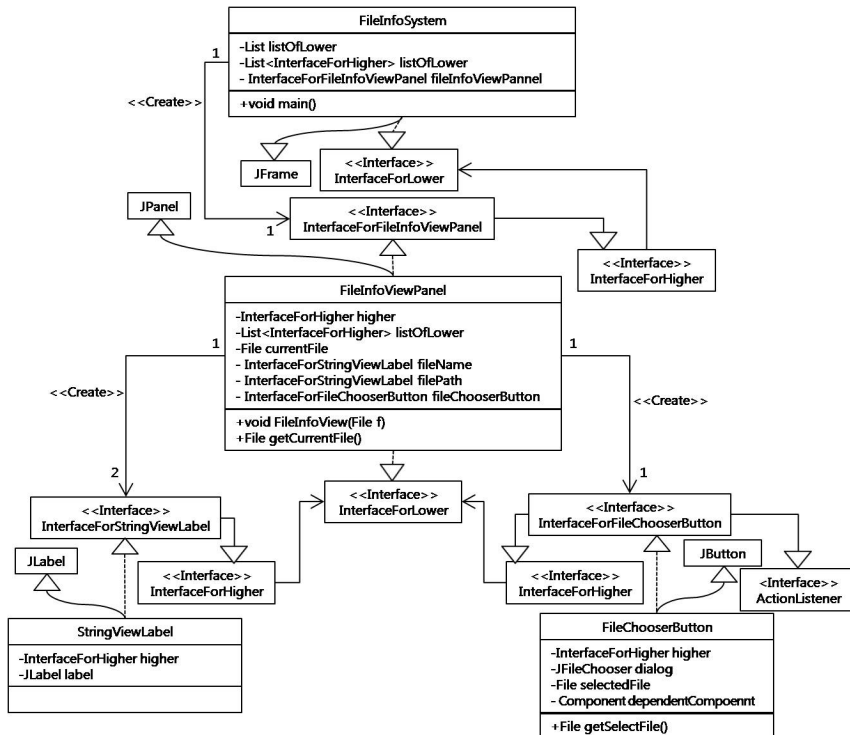 FileInfoSystem
-List listOfLower
-List<InterfaceForHigher> listOfLower
- InterfaceForFileInfoViewPanel fileInfoViewPannel
+void main()
1
<<Create>>
JFrame
<<Interface>>
InterfaceForLower
JPanel
<<Interface>>
InterfaceForFileInfoViewPanel
1
<<Interface>>
InterfaceForHigher
FileInfoViewPanel
-InterfaceForHigher higher
-List<InterfaceForHigher> listOfLower
-File currentFile
- InterfaceForStringViewLabel fileName
- InterfaceForStringViewLabel filePath
- InterfaceForFileChooserButton fileChooserButton
+void FileInfoView(File f)
+File getCurrentFile()
1
1
<<Create>>
<<Create>>
2
1
<<Interface>>
InterfaceForStringViewLabel
<<Interface>>
InterfaceForLower
<<Interface>>
InterfaceForFileChooserButton
JLabel
<<Interface>>
InterfaceForHigher
<<Interface>>
InterfaceForHigher
JButton
<Interface>>
ActionListener
StringViewLabel
-InterfaceForHigher higher
-JLabel label
FileChooserButton
-InterfaceForHigher higher
-JFileChooser dialog
-File selectedFile
- Component dependentCompoennt
+File getSelectFile()